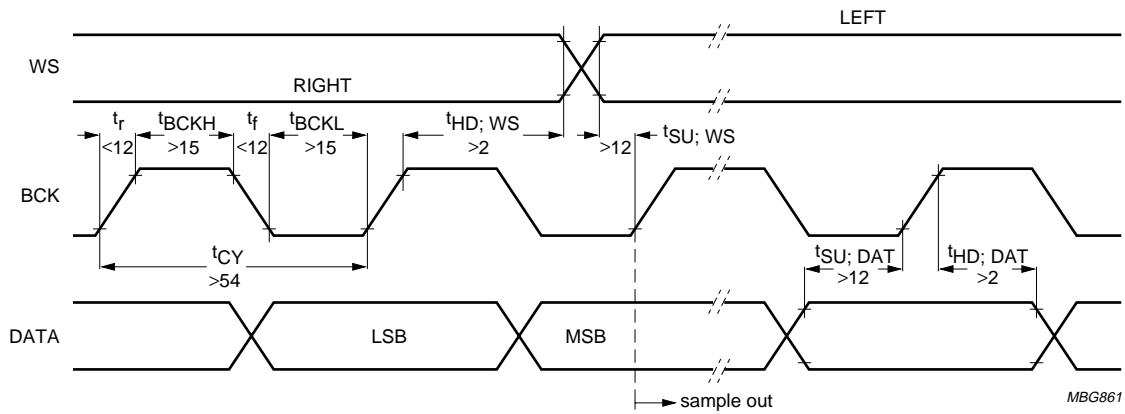 LEFT
WS
RIGHT
tr tBCKH tf tBCKL tHD; WS tSU; WS
<12 >15 <12 >15 >2 >12
BCK
tCY tSU; DAT tHD; DAT
>54 >12 >2
DATA LSB MSB
sample out MBG861